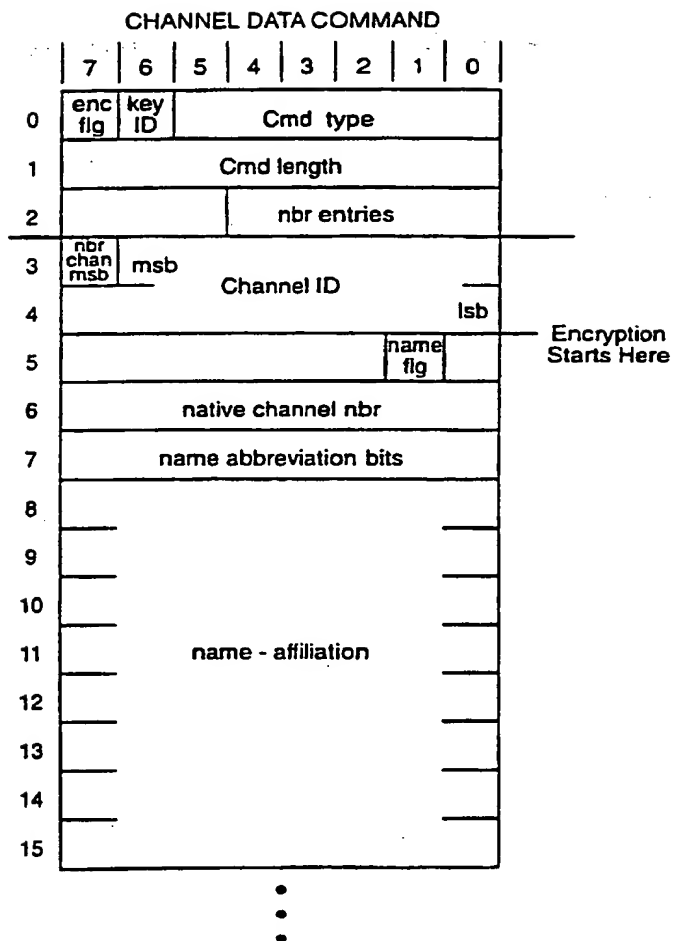 CHANNEL DATA COMMAND
7 6 5 4 3 2 1 0
0 enc flg key ID Cmd type
1 Cmd length
2 nbr entries
3 nbr chan msb msb
Channel ID
4 lsb
Encryption Starts Here
5 name flg
6 native channel nbr
7 name abbreviation bits
8
9
10
11 name - affiliation
12
13
14
15